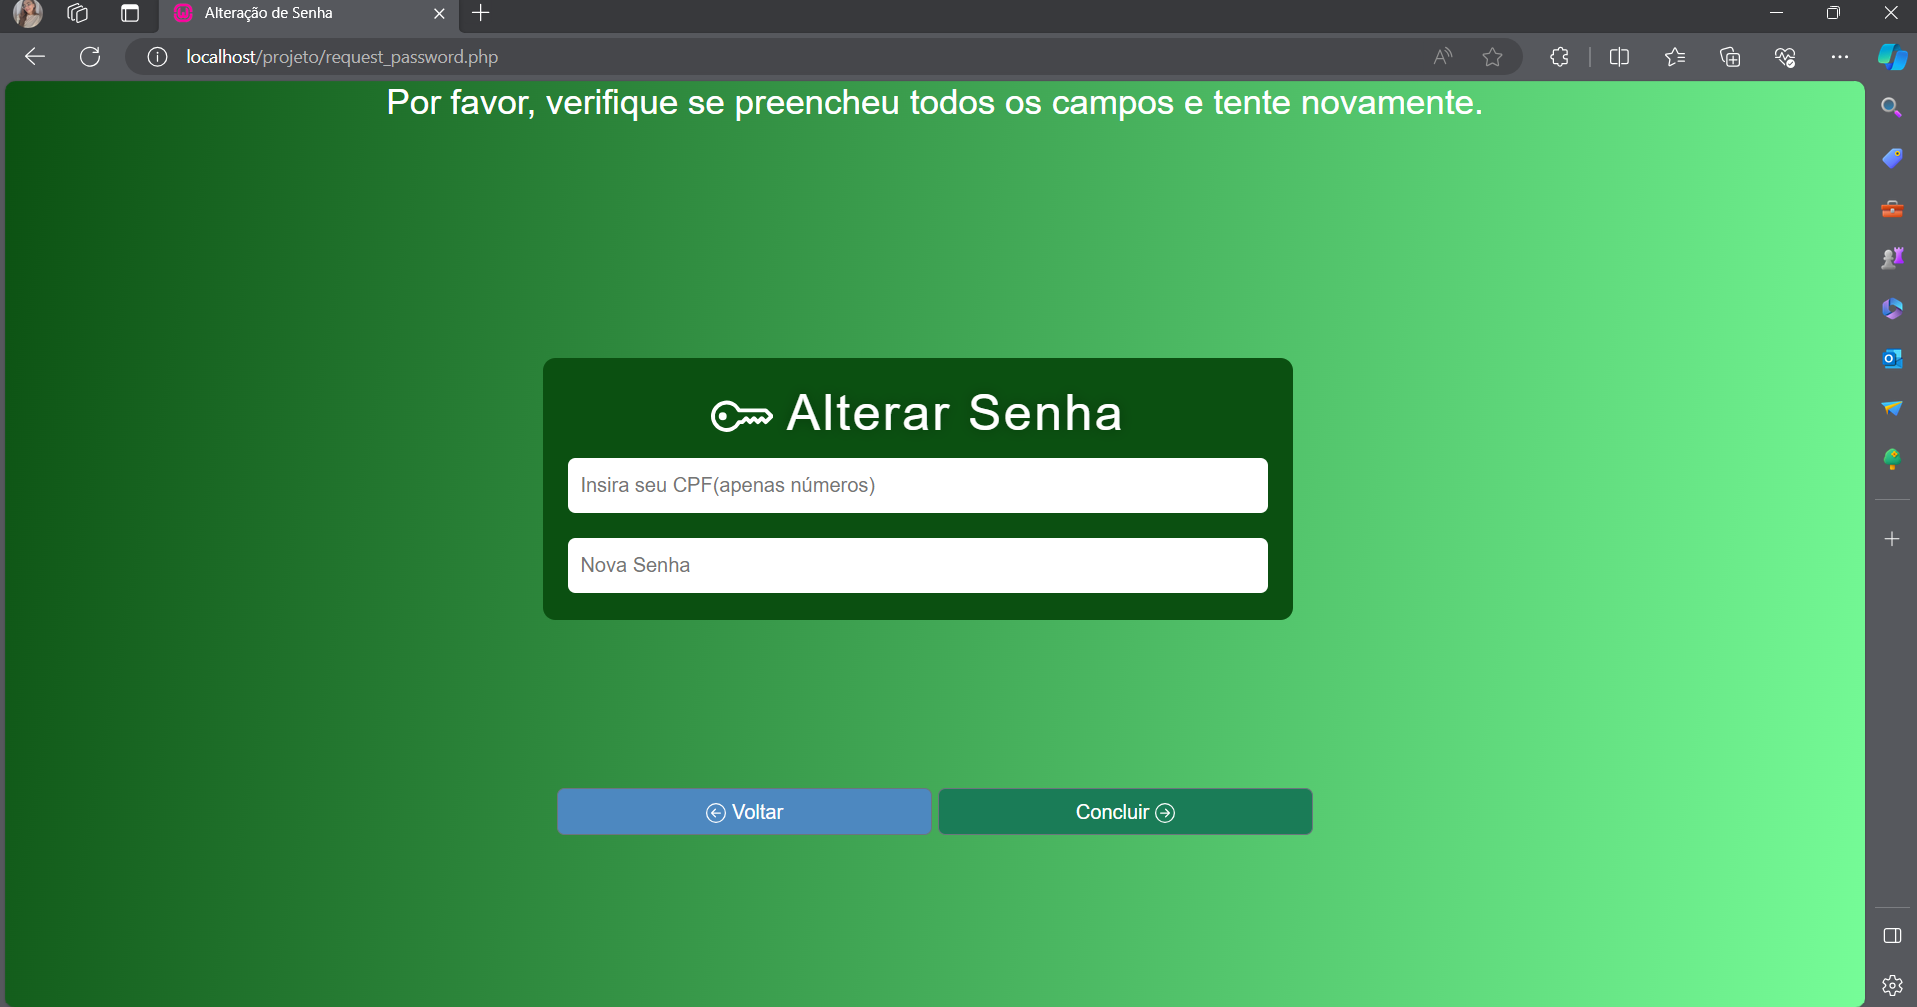 Alteração de Senha
localhost/projeto/request_password.php
Por favor, verifique se preencheu todos os campos e tente novamente.
Alterar Senha
Insira seu CPF(apenas números)
Nova Senha
Voltar
Concluir